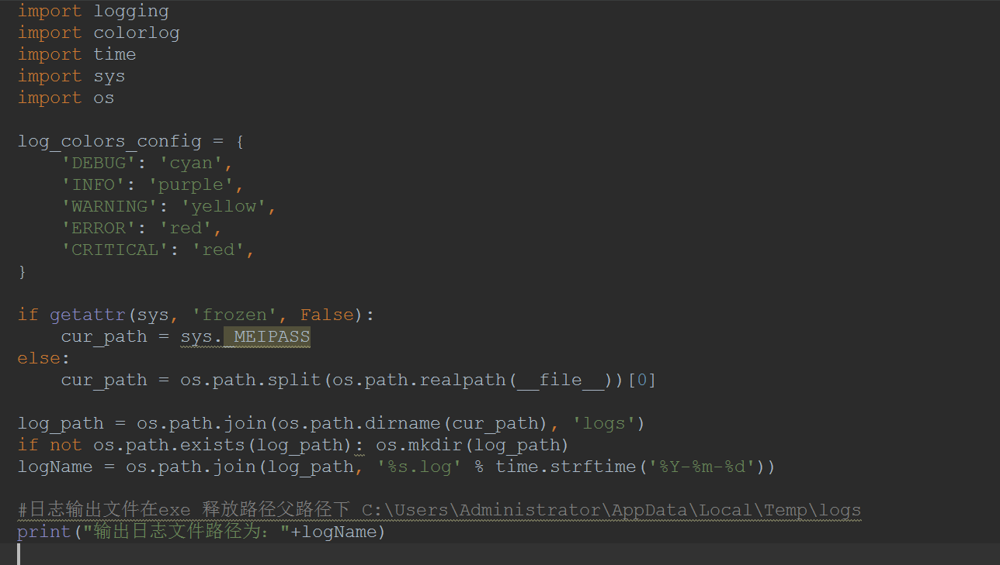 import logging
import colorlog
import time
import sys
import os
log_colors_config = {
    'DEBUG': 'cyan',
    'INFO': 'purple',
    'WARNING': 'yellow',
    'ERROR': 'red',
    'CRITICAL': 'red',
}
if getattr(sys, 'frozen', False):
    cur_path = sys._MEIPASS
else:
    cur_path = os.path.split(os.path.realpath(__file__))[0]
log_path = os.path.join(os.path.dirname(cur_path), 'logs')
if not os.path.exists(log_path): os.mkdir(log_path)
logName = os.path.join(log_path, '%s.log' % time.strftime('%Y-%m-%d'))
#日志输出文件在exe 释放路径父路径下 C:\Users\Administrator\AppData\Local\Temp\logs
print("输出日志文件路径为："+logName)